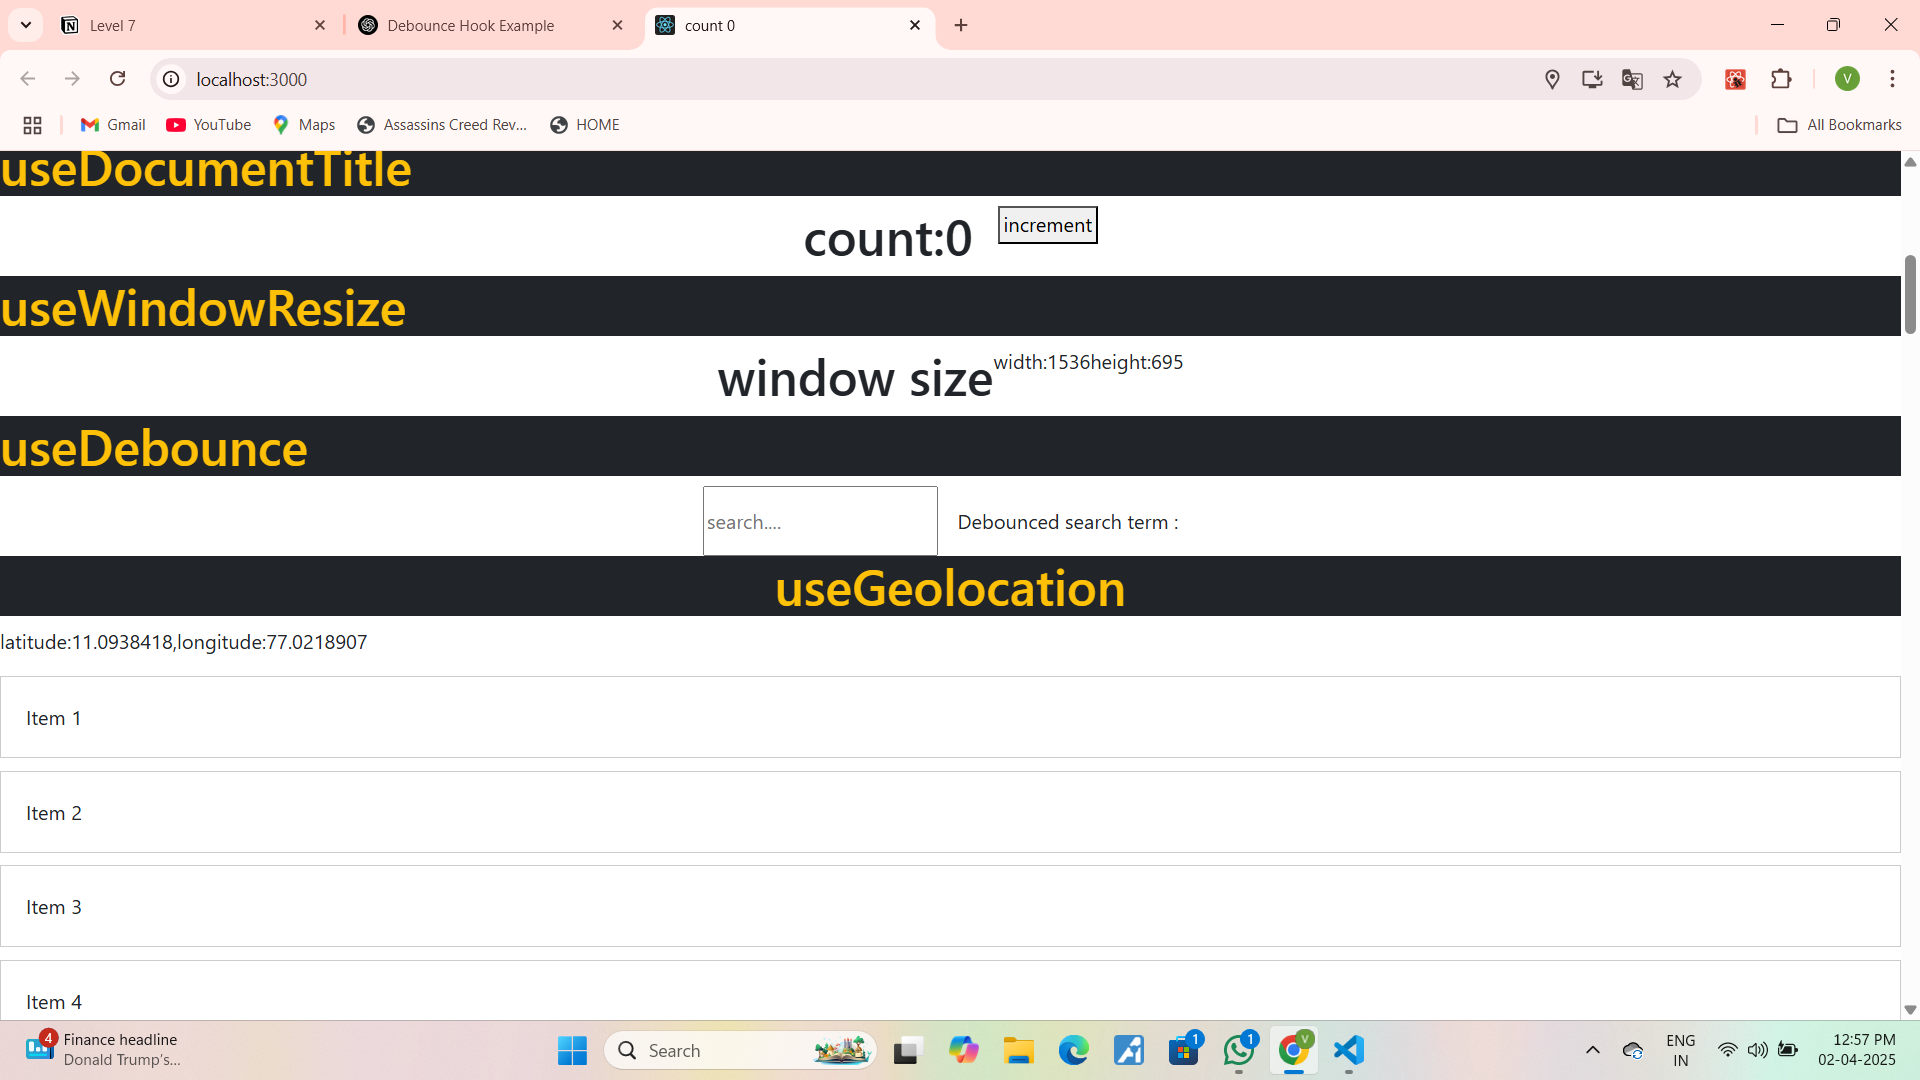 Level 7
Debounce Hook Example
count 0
localhost:3000
V
Gmail
YouTube
Maps
Assassins Creed Rev...
HOME
All Bookmarks
useDocumentTitle
count:0
increment
useWindowResize
window size
width:1536height:695
useDebounce
search....
Debounced search term :
useGeolocation
latitude:11.0938418,longitude:77.0218907
Item 1
Item 2
Item 3
Item 4
4
Finance headline
Donald Trump's...
Search
1
1
V
ENG
IN
12:57 PM
02-04-2025